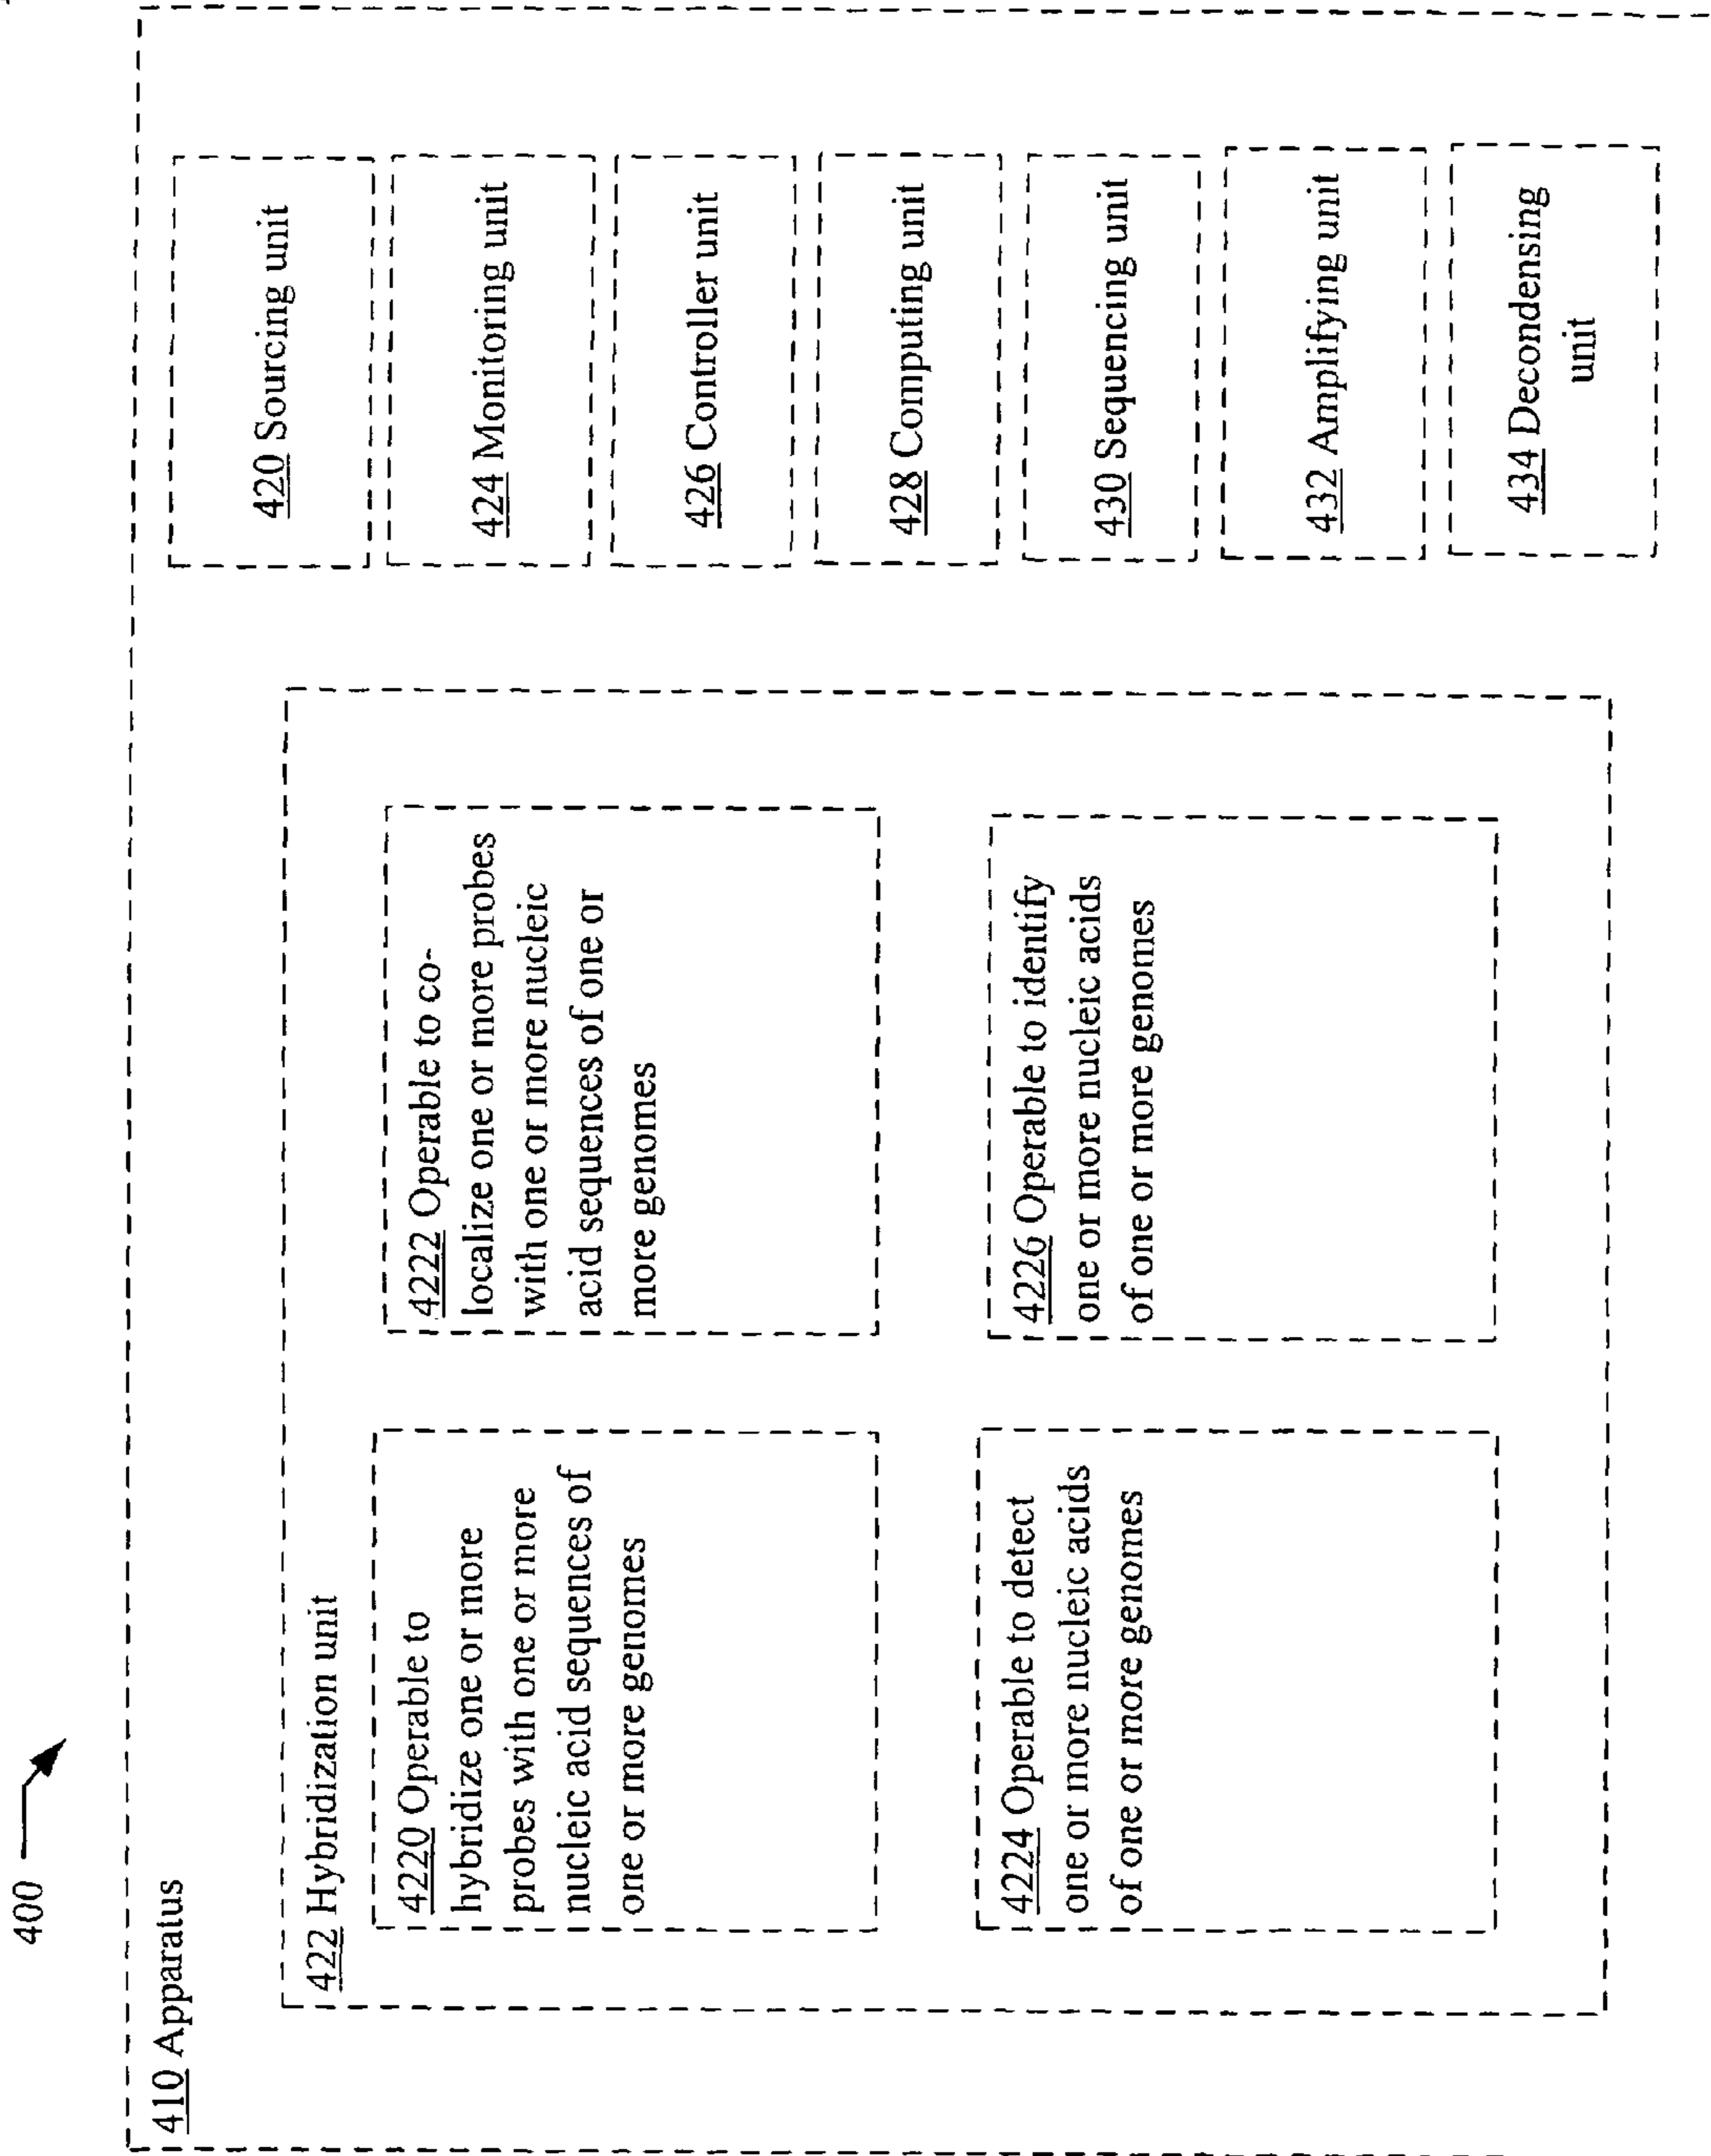 400
410 Apparatus
422 Hybridization unit
4220 Operable to
hybridize one or more
probes with one or more
nucleic acid sequences of
one or more genomes
4222 Operable to co-
localize one or more probes
with one or more nucleic
acid sequences of one or
more genomes
4224 Operable to detect
one or more nucleic acids
of one or more genomes
4226 Operable to identify
one or more nucleic acids
of one or more genomes
420 Sourcing unit
424 Monitoring unit
426 Controller unit
428 Computing unit
430 Sequencing unit
432 Amplifying unit
434 Decondensing
unit